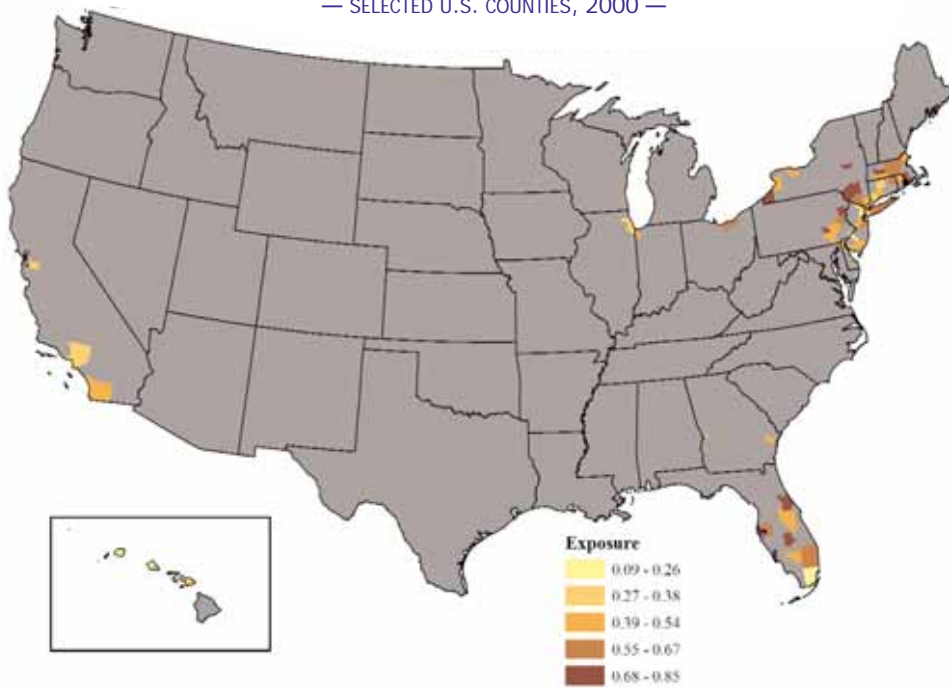 — SELECTED U.S. COUNTIES, 2000 —
Exposure
0.09 - 0.26
0.27 - 0.38
0.39 - 0.54
0.55 - 0.67
0.68 - 0.85